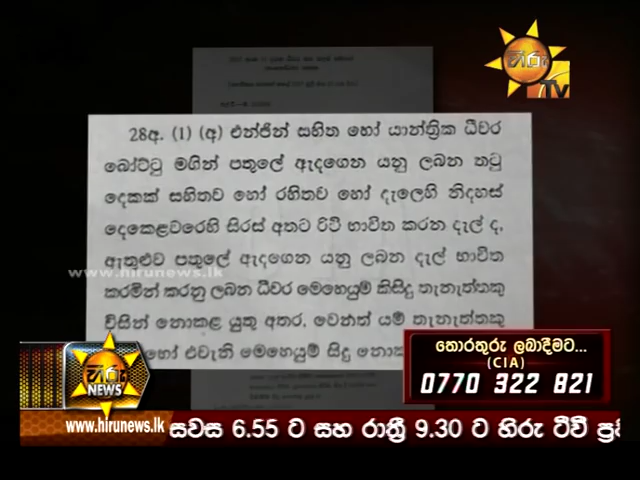 හිරු
TV
28අ. (1) (අ) එන්ජින් සහිත හෝ යාන්ත්‍රික ධීවර
බෝට්ටු මගින් පතුලේ ඇදගෙන යනු ලබන තටු
දෙකක් සහිතව හෝ රහිතව හෝ දැලෙහි නිදහස්
දෙකෙළවරෙහි සිරස් අතට රිටි භාවිත කරන දැල් ද,
ඇතුළුව පතුලේ ඇදගෙන යනු ලබන දැල් භාවිත
කරමින් කරනු ලබන ධීවර මෙහෙයුම් කිසිදු තැනැත්තකු
විසින් නොකළ යුතු අතර, වෙනත් යම් තැනැත්තකු
හෝ එවැනි මෙහෙයුම් සිදු
www.hirunews.lk
තොරතුරු ලබාදීමට...
(CIA)
0770 322 821
හිරු
NEWS
www.hirunews.lk
සවස 6.55 ට සහ රාත්‍රී 9.30 ට හිරු ටීවී